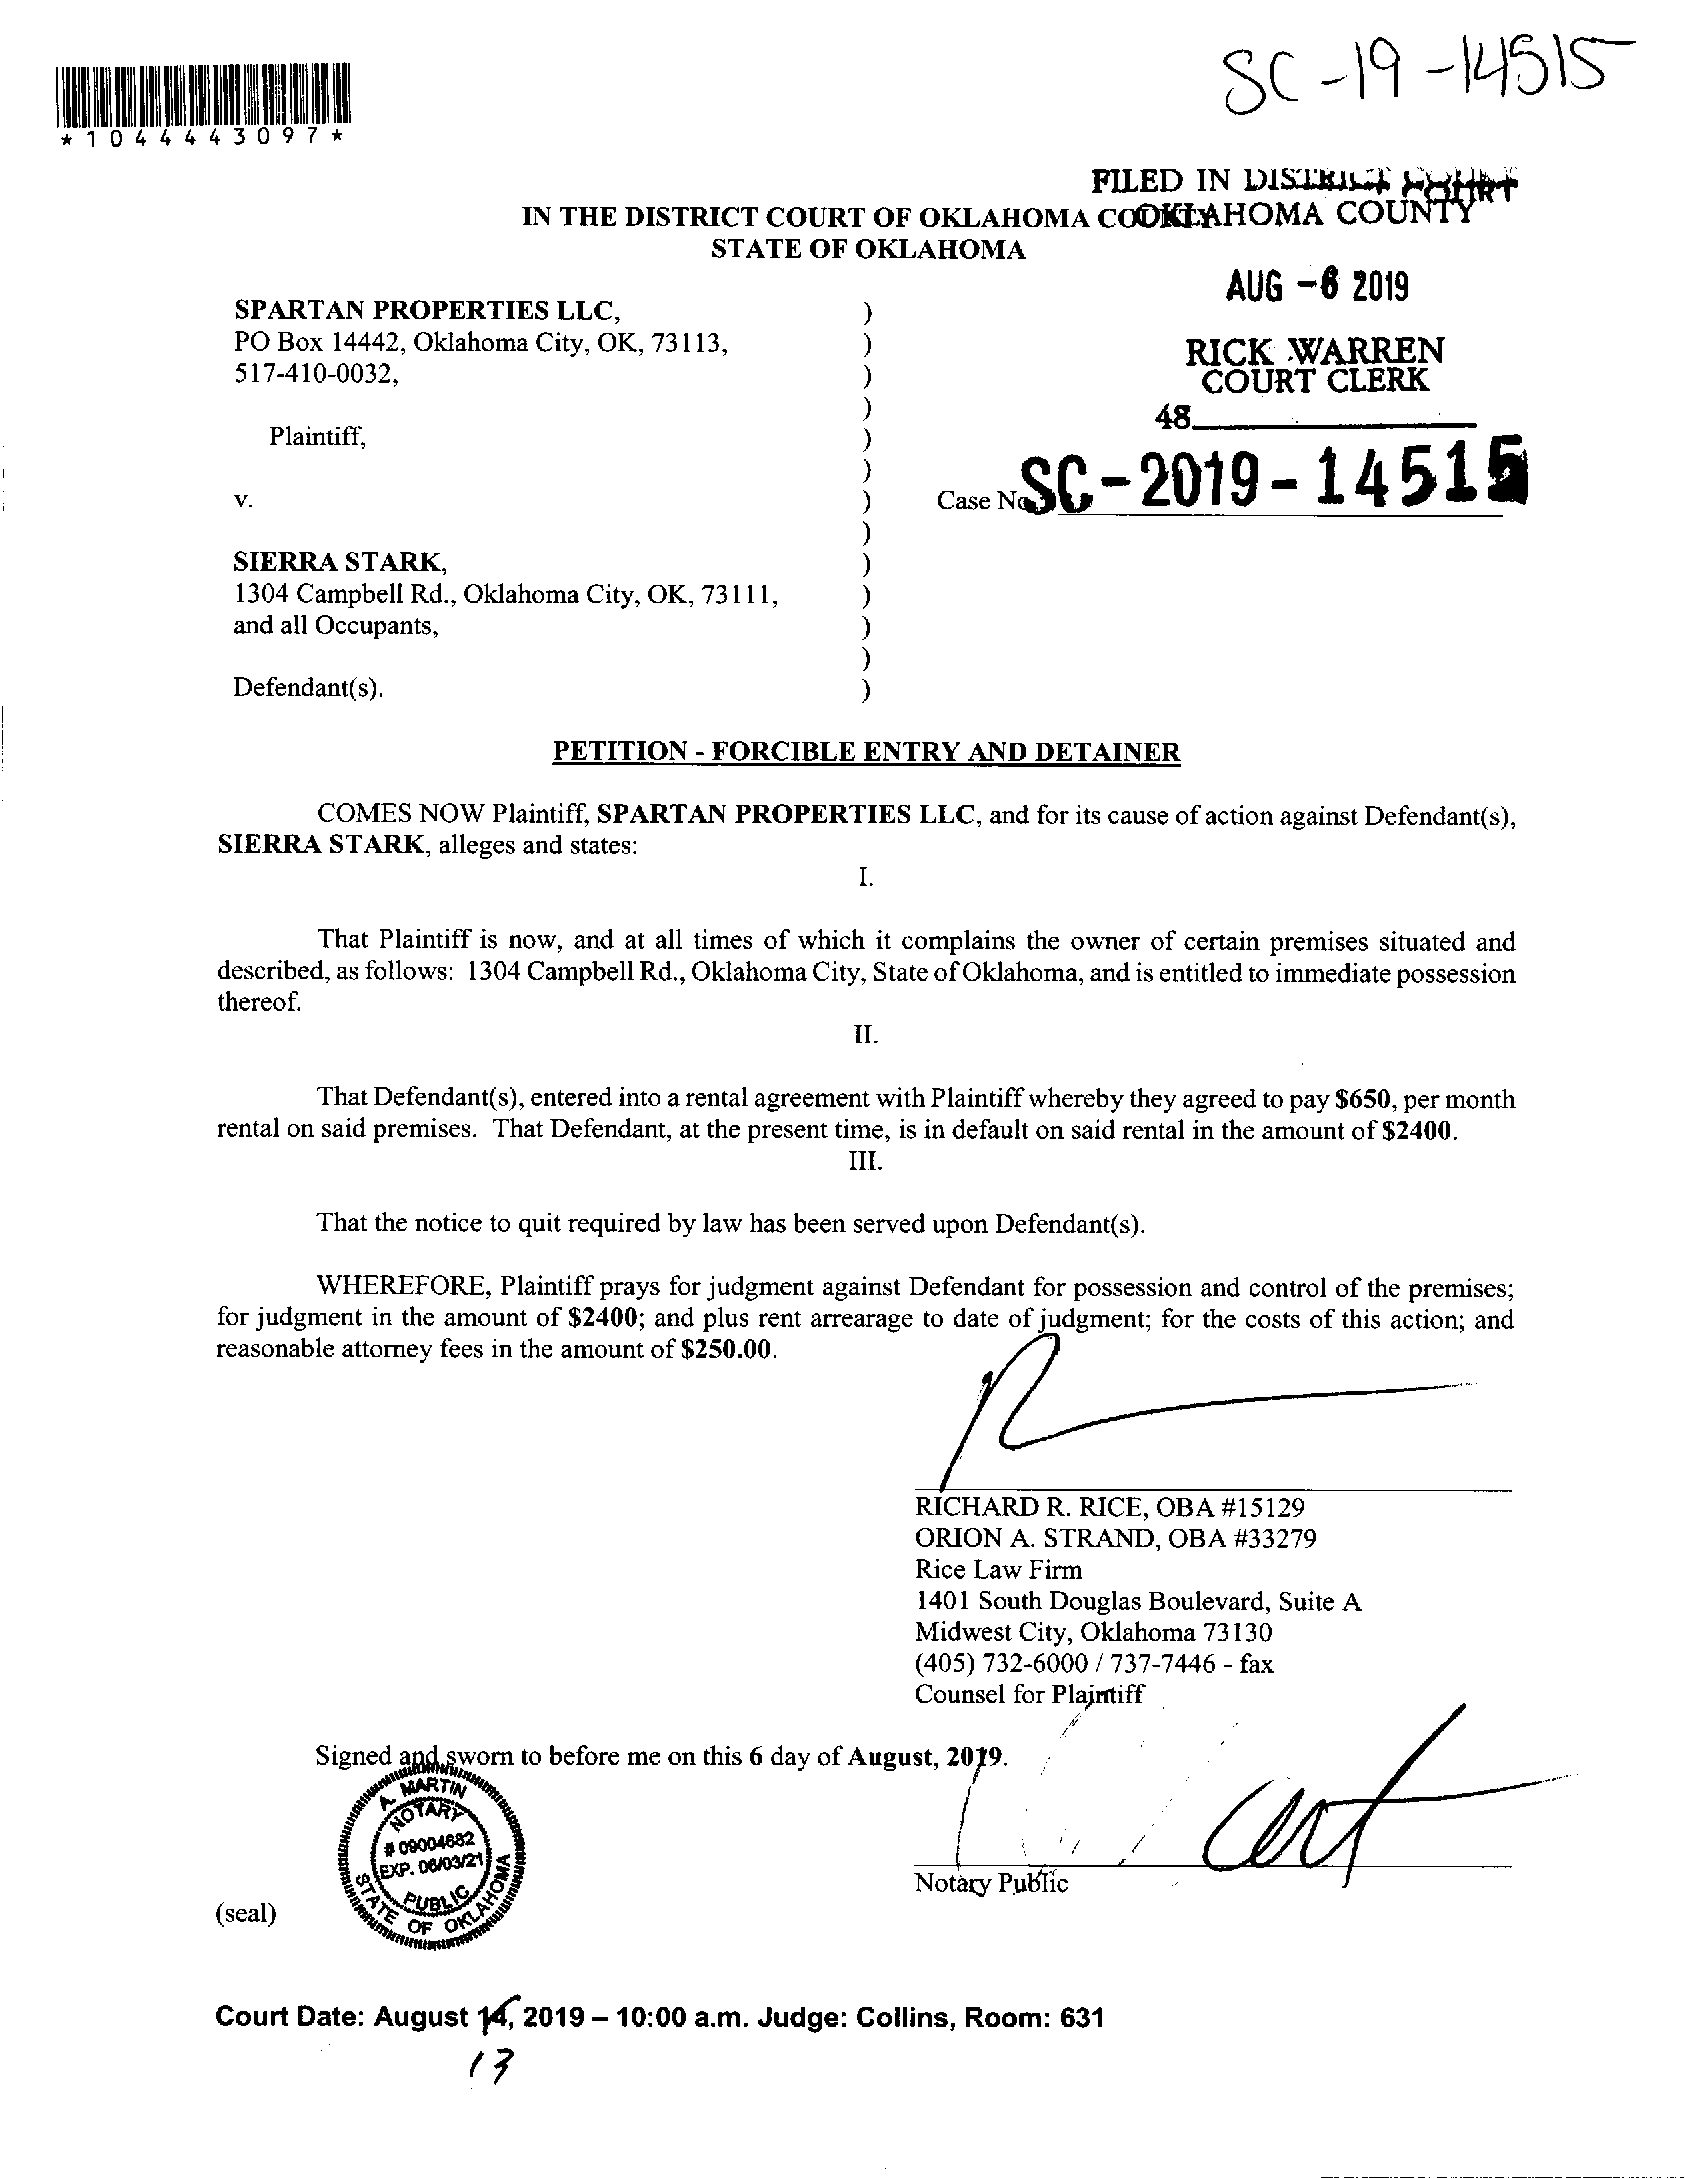 SC-19-14515
*1044443097*
FILED IN DISTRICT COURT
OKLAHOMA COUNTY
IN THE DISTRICT COURT OF OKLAHOMA COUNTY
STATE OF OKLAHOMA
AUG -6 2019
RICK WARREN
COURT CLERK
48
SPARTAN PROPERTIES LLC, )
PO Box 14442, Oklahoma City, OK, 73113, )
517-410-0032, )
)
Plaintiff, )
)
v. ) Case No. SC-2019-14515
)
SIERRA STARK, )
1304 Campbell Rd., Oklahoma City, OK, 73111, )
and all Occupants, )
)
Defendant(s). )
PETITION - FORCIBLE ENTRY AND DETAINER
COMES NOW Plaintiff, SPARTAN PROPERTIES LLC, and for its cause of action against Defendant(s),
SIERRA STARK, alleges and states:
I.
That Plaintiff is now, and at all times of which it complains the owner of certain premises situated and
described, as follows: 1304 Campbell Rd., Oklahoma City, State of Oklahoma, and is entitled to immediate possession
thereof.
II.
That Defendant(s), entered into a rental agreement with Plaintiff whereby they agreed to pay $650, per month
rental on said premises. That Defendant, at the present time, is in default on said rental in the amount of $2400.
III.
That the notice to quit required by law has been served upon Defendant(s).
WHEREFORE, Plaintiff prays for judgment against Defendant for possession and control of the premises;
for judgment in the amount of $2400; and plus rent arrearage to date of judgment; for the costs of this action; and
reasonable attorney fees in the amount of $250.00.
RICHARD R. RICE, OBA #15129
ORION A. STRAND, OBA #33279
Rice Law Firm
1401 South Douglas Boulevard, Suite A
Midwest City, Oklahoma 73130
(405) 732-6000 / 737-7446 - fax
Counsel for Plaintiff
Signed and sworn to before me on this 6 day of August, 2019.
A. MARTIN
NOTARY
# 09004682
EXP. 06/03/21
PUBLIC
STATE OF OKLAHOMA
Notary Public
(seal)
Court Date: August 14, 2019 – 10:00 a.m. Judge: Collins, Room: 631
13